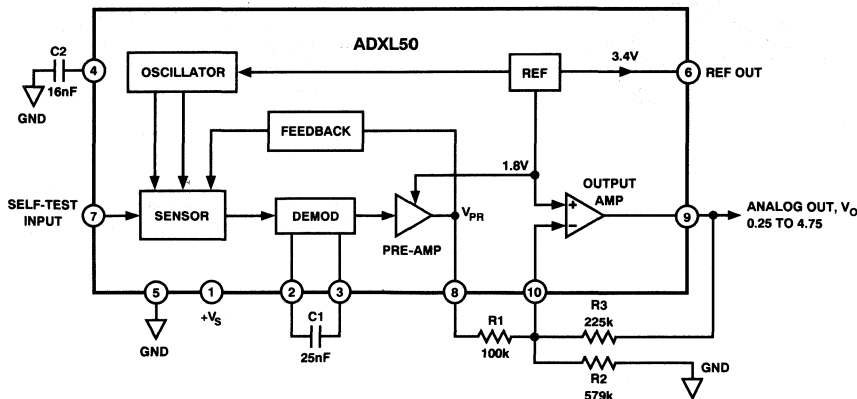 ADXL50
C2
4
16nF
GND
OSCILLATOR
REF
3.4V
6
REF OUT
FEEDBACK
1.8V
SELF-TEST
INPUT
7
SENSOR
DEMOD
PRE-AMP
VPR
+
−
OUTPUT
AMP
9
ANALOG OUT, VO
0.25 TO 4.75
5
1
2
3
8
10
GND
+VS
C1
25nF
R1
100k
R3
225k
R2
579k
GND